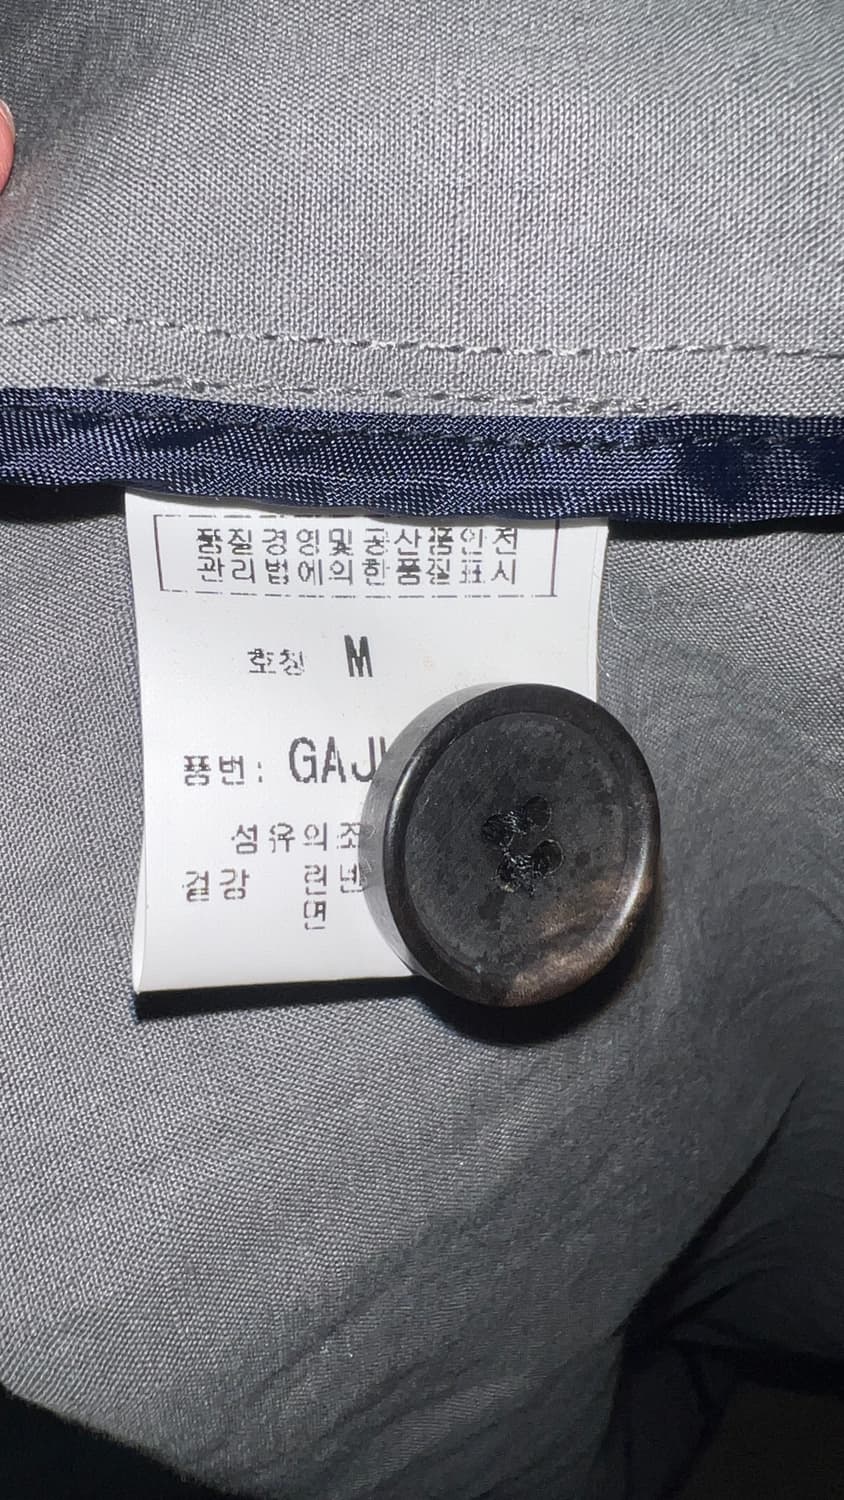 품질경영및공산품안전
관리법에의한품질표시
호칭 M
품번: GAJ
섬유의조
겉감 린넨
면